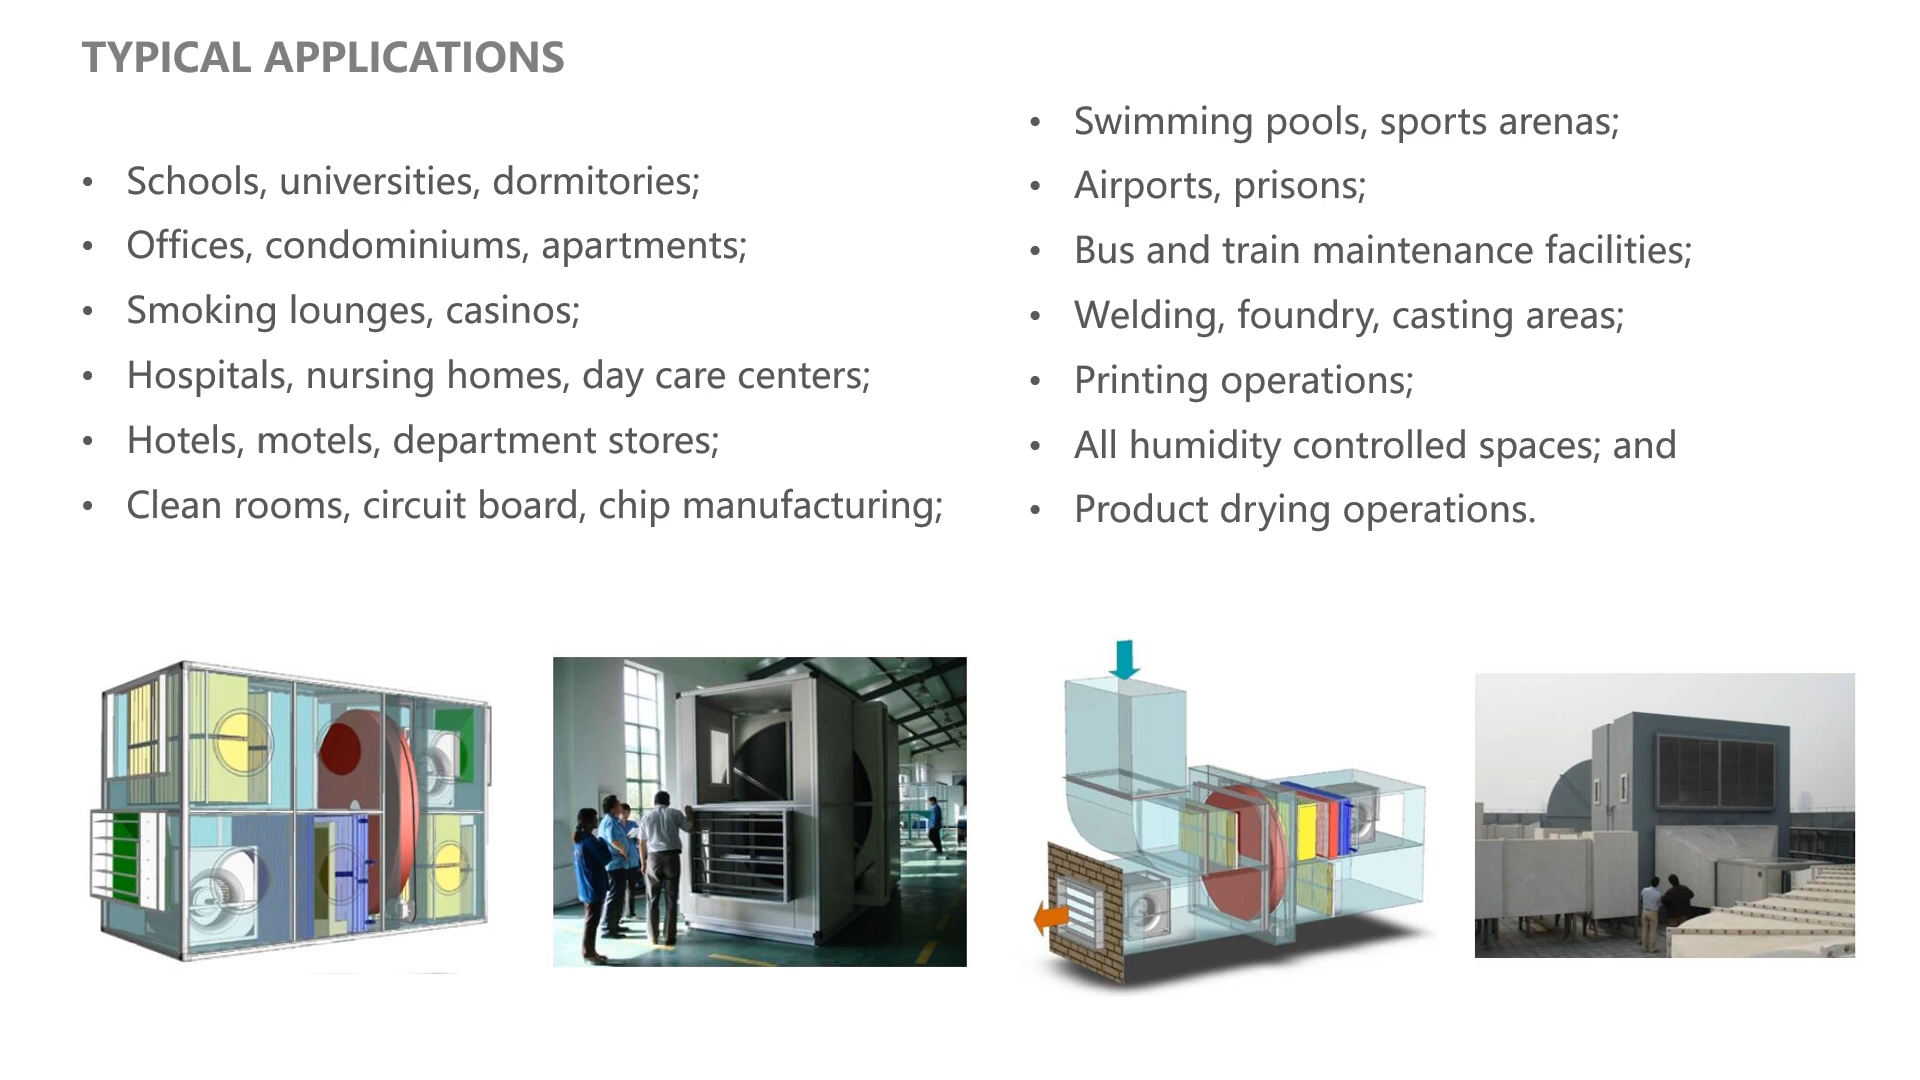 TYPICAL APPLICATIONS
• Schools, universities, dormitories;
• Offices, condominiums, apartments;
• Smoking lounges, casinos;
• Hospitals, nursing homes, day care centers;
• Hotels, motels, department stores;
• Clean rooms, circuit board, chip manufacturing;
• Swimming pools, sports arenas;
• Airports, prisons;
• Bus and train maintenance facilities;
• Welding, foundry, casting areas;
• Printing operations;
• All humidity controlled spaces; and
• Product drying operations.